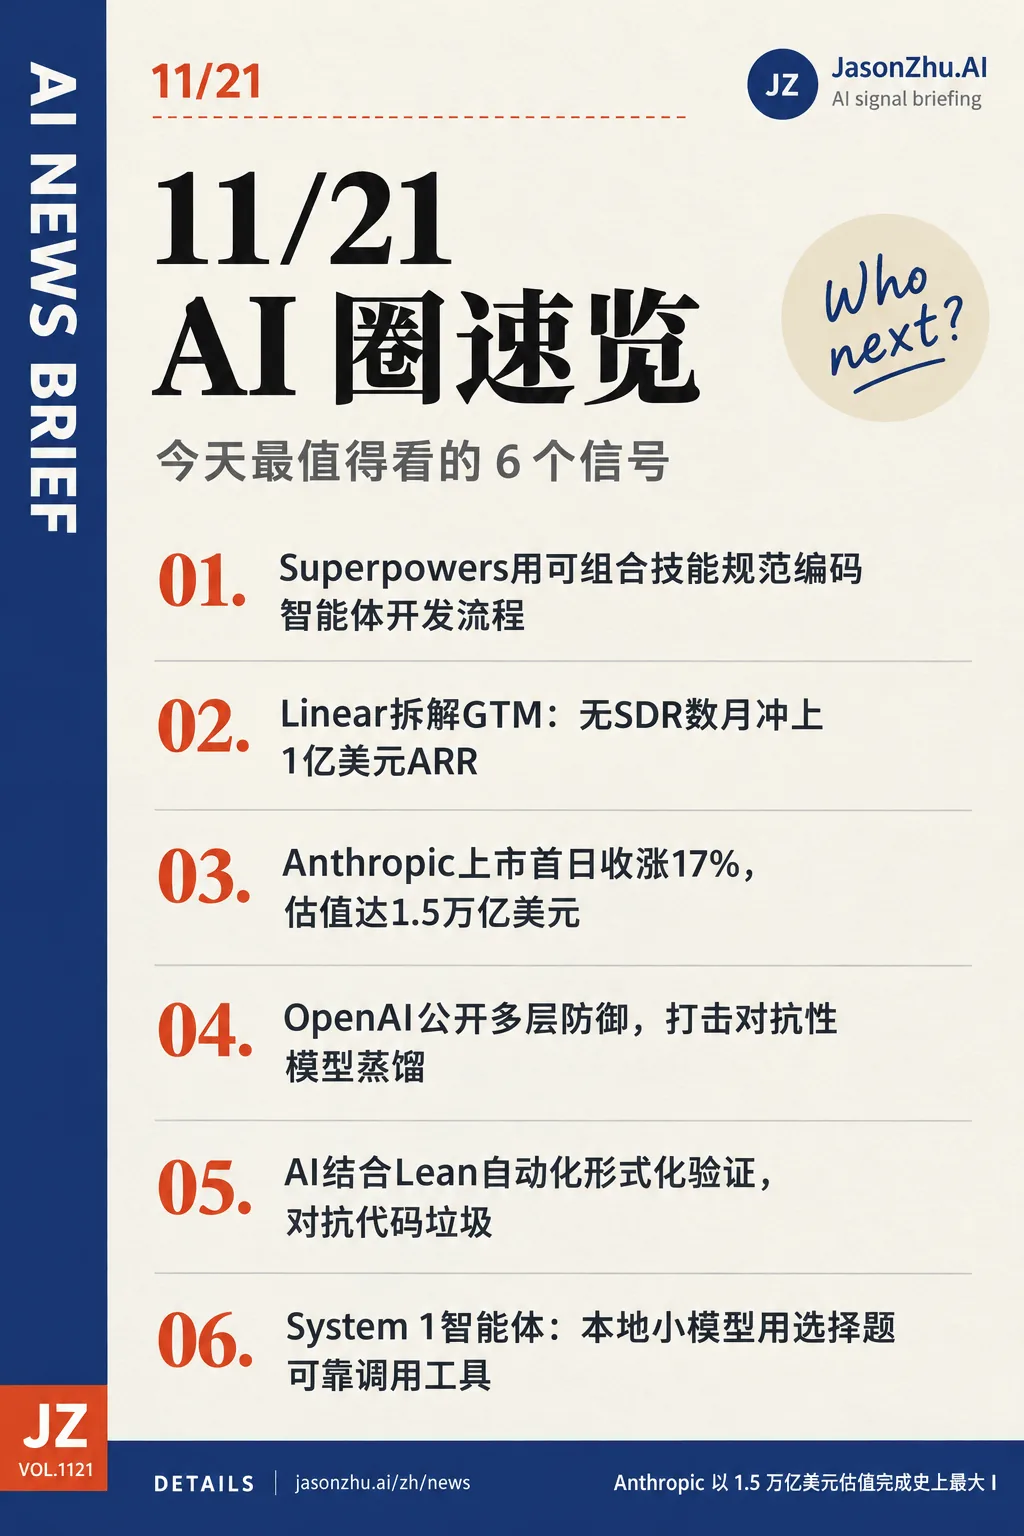 AI NEWS BRIEF
11/21
JZ
JasonZhu.AI
AI signal briefing
11/21
AI 圈速览
Who
next?
今天最值得看的 6 个信号
01.
Superpowers用可组合技能规范编码
智能体开发流程
02.
Linear拆解GTM：无SDR数月冲上
1亿美元ARR
03.
Anthropic上市首日收涨17%，
估值达1.5万亿美元
04.
OpenAI公开多层防御，打击对抗性
模型蒸馏
05.
AI结合Lean自动化形式化验证，
对抗代码垃圾
06.
System 1智能体：本地小模型用选择题
可靠调用工具
JZ
VOL.1121
DETAILS
jasonzhu.ai/zh/news
Anthropic 以 1.5 万亿美元估值完成史上最大 I